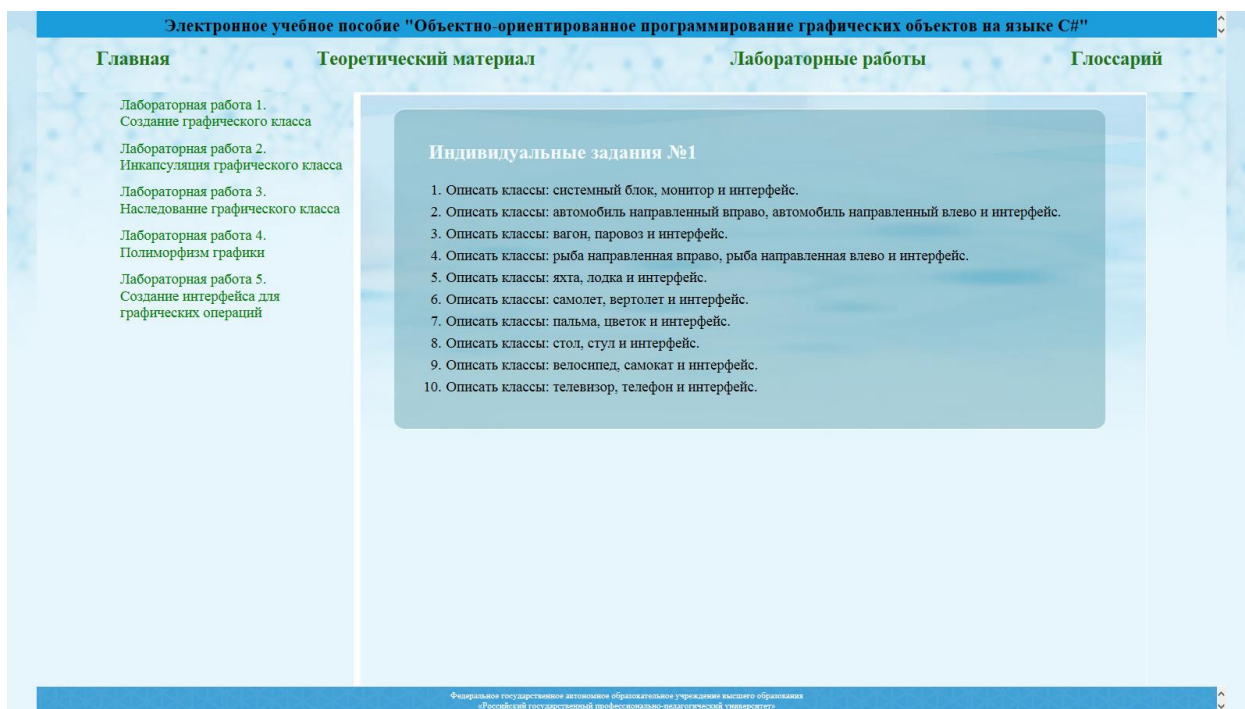 Электронное учебное пособие "Объектно-ориентированное программирование графических объектов на языке C#"
Главная Теоретический материал Лабораторные работы Глоссарий
Лабораторная работа 1.
Создание графического класса
Лабораторная работа 2.
Инкапсуляция графического класса
Лабораторная работа 3.
Наследование графического класса
Лабораторная работа 4.
Полиморфизм графики
Лабораторная работа 5.
Создание интерфейса для
графических операций
Индивидуальные задания №1
1. Описать классы: системный блок, монитор и интерфейс.
2. Описать классы: автомобиль направленный вправо, автомобиль направленный влево и интерфейс.
3. Описать классы: вагон, паровоз и интерфейс.
4. Описать классы: рыба направленная вправо, рыба направленная влево и интерфейс.
5. Описать классы: яхта, лодка и интерфейс.
6. Описать классы: самолет, вертолет и интерфейс.
7. Описать классы: пальма, цветок и интерфейс.
8. Описать классы: стол, стул и интерфейс.
9. Описать классы: велосипед, самокат и интерфейс.
10. Описать классы: телевизор, телефон и интерфейс.
Федеральное государственное автономное образовательное учреждение высшего образования
«Российский государственный профессионально-педагогический университет»